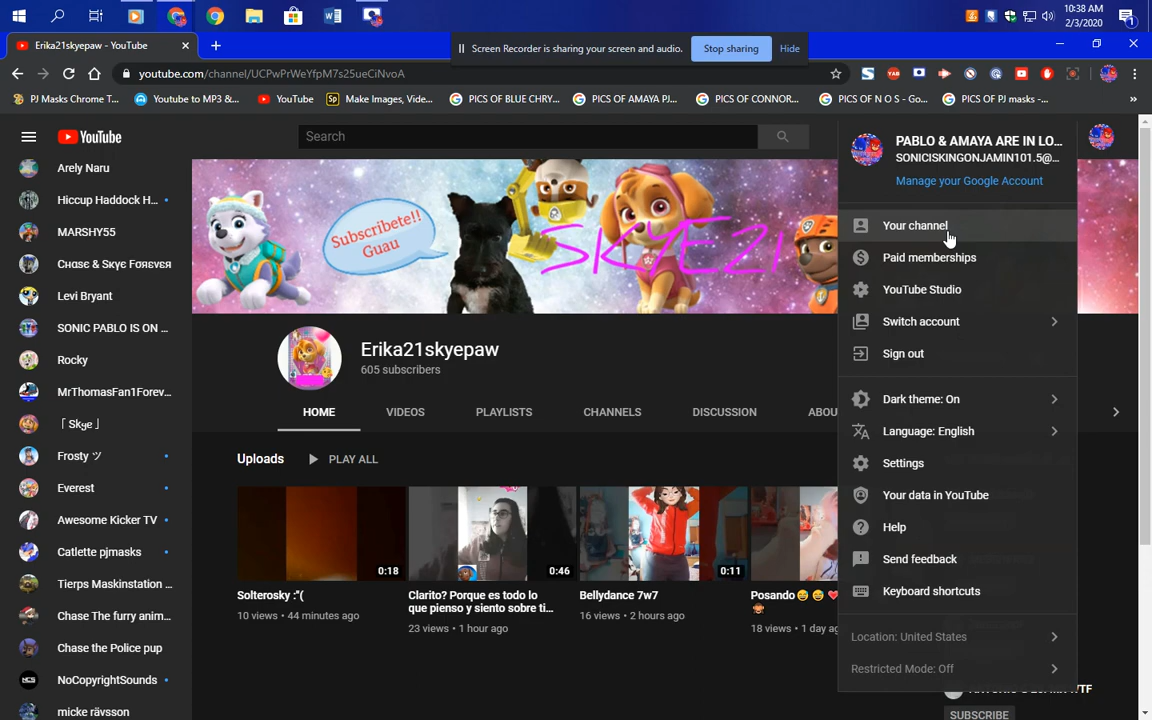 10:38 AM
2/3/2020
1
Erika21skyepaw - YouTube
Screen Recorder is sharing your screen and audio.
Stop sharing
Hide
youtube.com/channel/UCPwPrWeYfpM7s25ueCiNvoA
PJ Masks Chrome T...
Youtube to MP3 &...
YouTube
Make Images, Vide...
PICS OF BLUE CHRY...
PICS OF AMAYA PJ...
PICS OF CONNOR...
PICS OF N O S - Go...
PICS OF PJ masks -...
YouTube
Search
Arely Naru
Hiccup Haddock H...
MARSHY55
Cнαѕe & Sĸye Foяeveя
Levi Bryant
SONIC PABLO IS ON ...
Rocky
MrThomasFan1Forev...
「 Skye 」
Frosty ツ
Everest
Awesome Kicker TV
Catlette pjmasks
Tierps Maskinstation ...
Chase The furry anim...
Chase the Police pup
NoCopyrightSounds
micke rävsson
Subscribete!!
Guau
SKYE21
Erika21skyepaw
605 subscribers
HOME
VIDEOS
PLAYLISTS
CHANNELS
DISCUSSION
ABOU
Uploads
PLAY ALL
0:18
0:46
0:11
Solterosky :"(
10 views • 44 minutes ago
Clarito? Porque es todo lo
que pienso y siento sobre ti...
23 views • 1 hour ago
Bellydance 7w7
16 views • 2 hours ago
Posando 😅 😅 ❤
🐵
18 views • 1 day ag
PABLO & AMAYA ARE IN LO...
SONICISKINGONJAMIN101.5@...
Manage your Google Account
Your channel
Paid memberships
YouTube Studio
Switch account
Sign out
Dark theme: On
Language: English
Settings
Your data in YouTube
Help
Send feedback
Keyboard shortcuts
Location: United States
Restricted Mode: Off
SUBSCRIBE